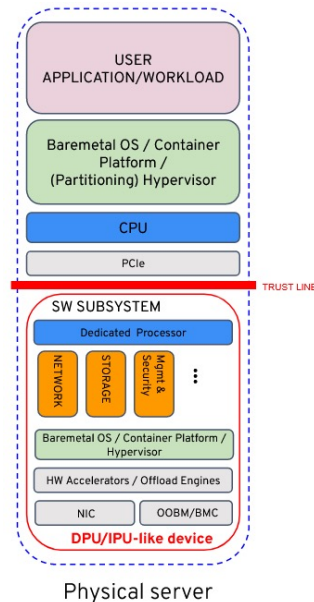 USER
APPLICATION/WORKLOAD
Baremetal OS / Container
Platform /
(Partitioning) Hypervisor
CPU
PCIe
TRUST LINE
SW SUBSYSTEM
Dedicated Processor
NETWORK
STORAGE
Mgmt &
Security
...
Baremetal OS / Container Platform /
Hypervisor
HW Accelerators / Offload Engines
NIC
OOBM/BMC
DPU/IPU-like device
Physical server